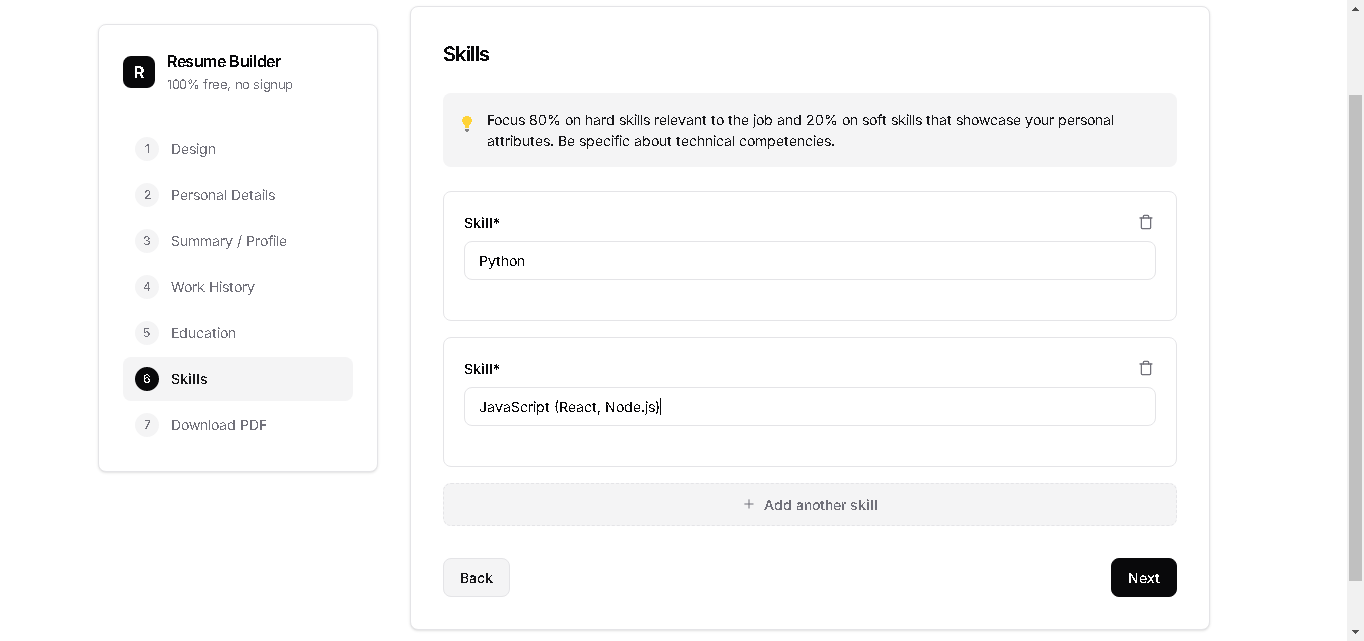 R
Resume Builder
100% free, no signup
1 Design
2 Personal Details
3 Summary / Profile
4 Work History
5 Education
6 Skills
7 Download PDF
Skills
Focus 80% on hard skills relevant to the job and 20% on soft skills that showcase your personal
attributes. Be specific about technical competencies.
Skill*
Python
Skill*
JavaScript (React, Node.js)
+ Add another skill
Back
Next